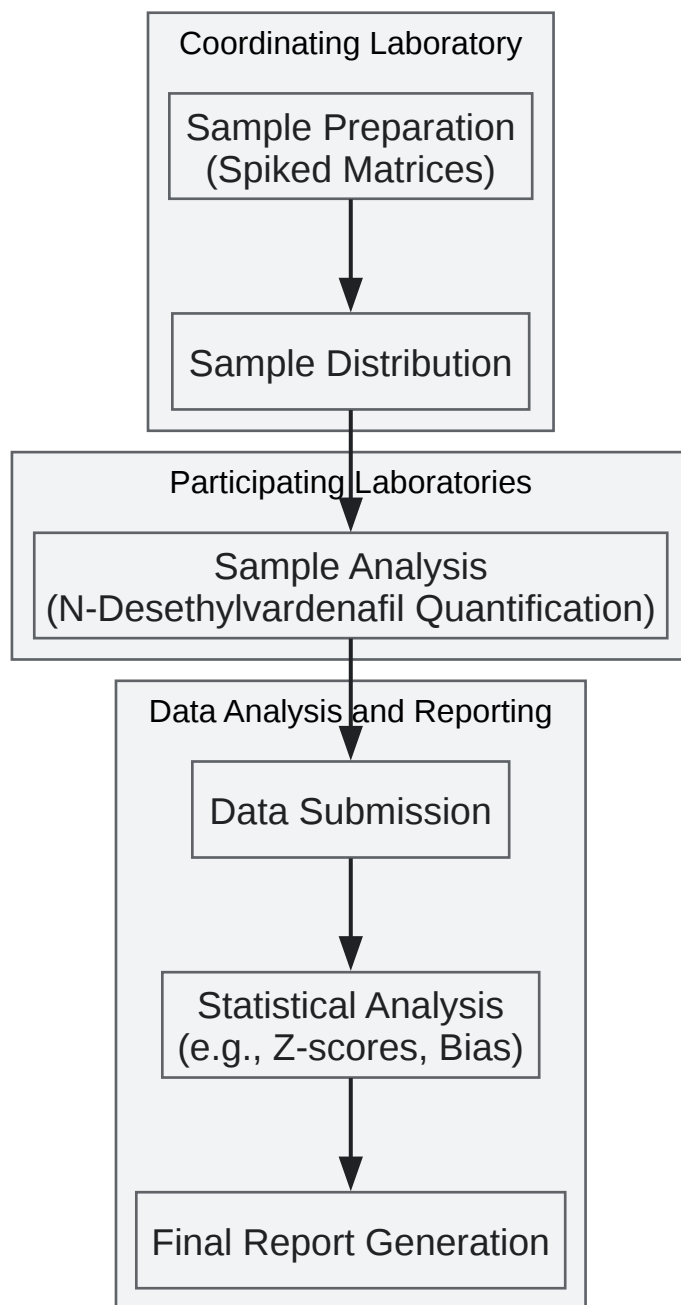 Coordinating Laboratory
Sample Preparation
(Spiked Matrices)
Sample Distribution
Participating Laboratories
Sample Analysis
(N-Desethylvardenafil Quantification)
Data Analysis and Reporting
Data Submission
Statistical Analysis
(e.g., Z-scores, Bias)
Final Report Generation